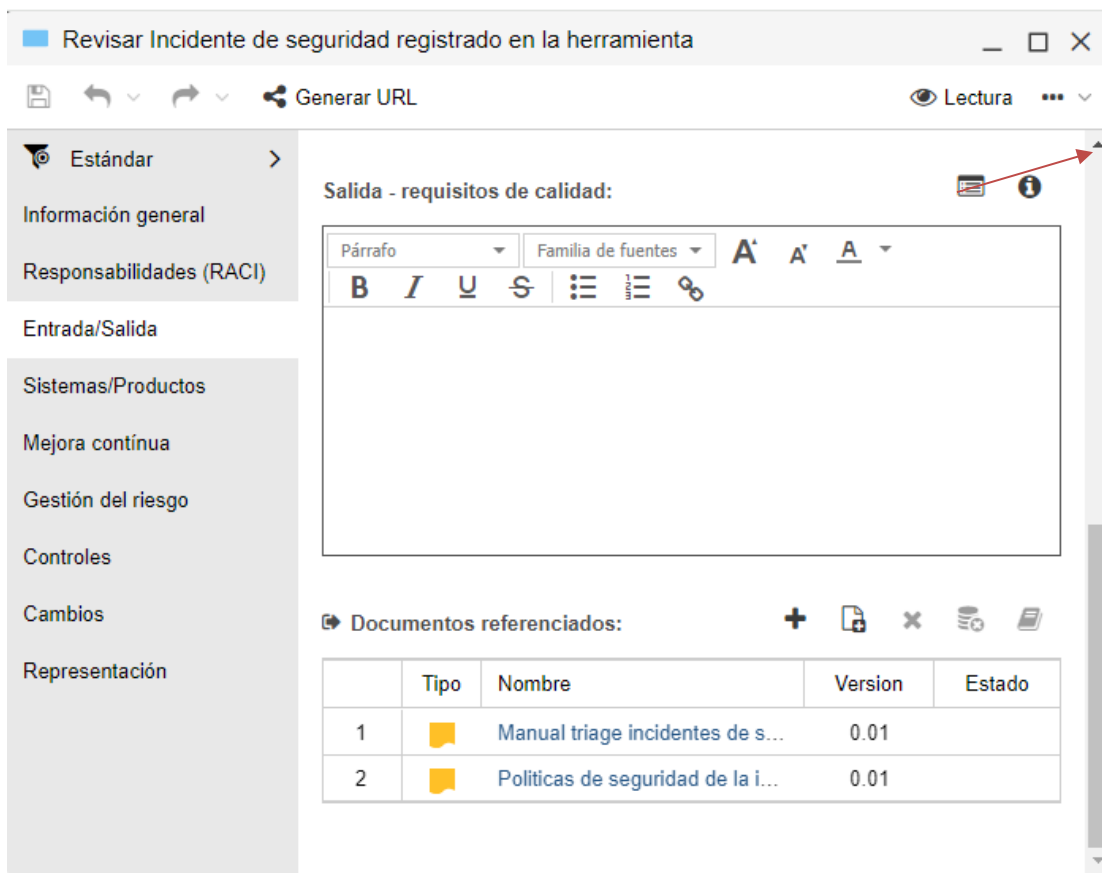 Revisar Incidente de seguridad registrado en la herramienta
Generar URL
Lectura
Estándar
Información general
Responsabilidades (RACI)
Entrada/Salida
Sistemas/Productos
Mejora contínua
Gestión del riesgo
Controles
Cambios
Representación
Salida - requisitos de calidad:
Párrafo Familia de fuentes A A A
B I U S
Documentos referenciados:
Tipo Nombre Version Estado
1 Manual triage incidentes de s... 0.01
2 Politicas de seguridad de la i... 0.01